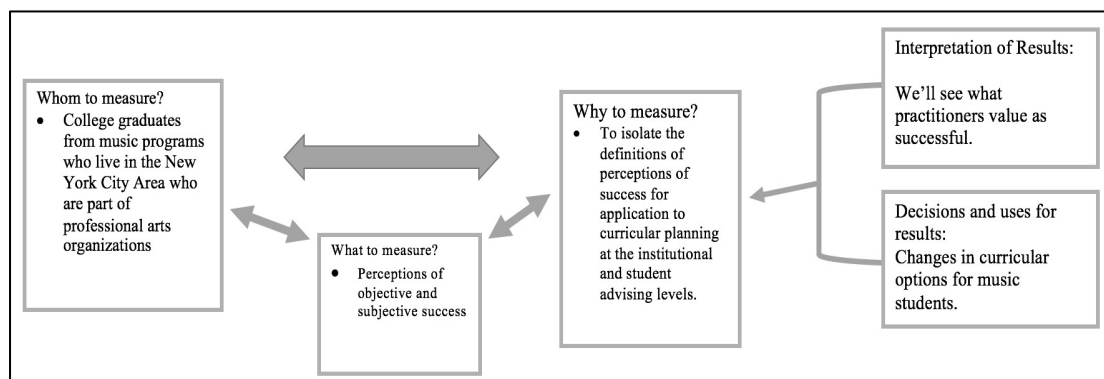 Whom to measure?
• College graduates
from music programs
who live in the New
York City Area who
are part of
professional arts
organizations
What to measure?
• Perceptions of
objective and
subjective success
Why to measure?
• To isolate the
definitions of
perceptions of
success for
application to
curricular planning
at the institutional
and student
advising levels.
Interpretation of Results:
We’ll see what
practitioners value as
successful.
Decisions and uses for
results:
Changes in curricular
options for music
students.